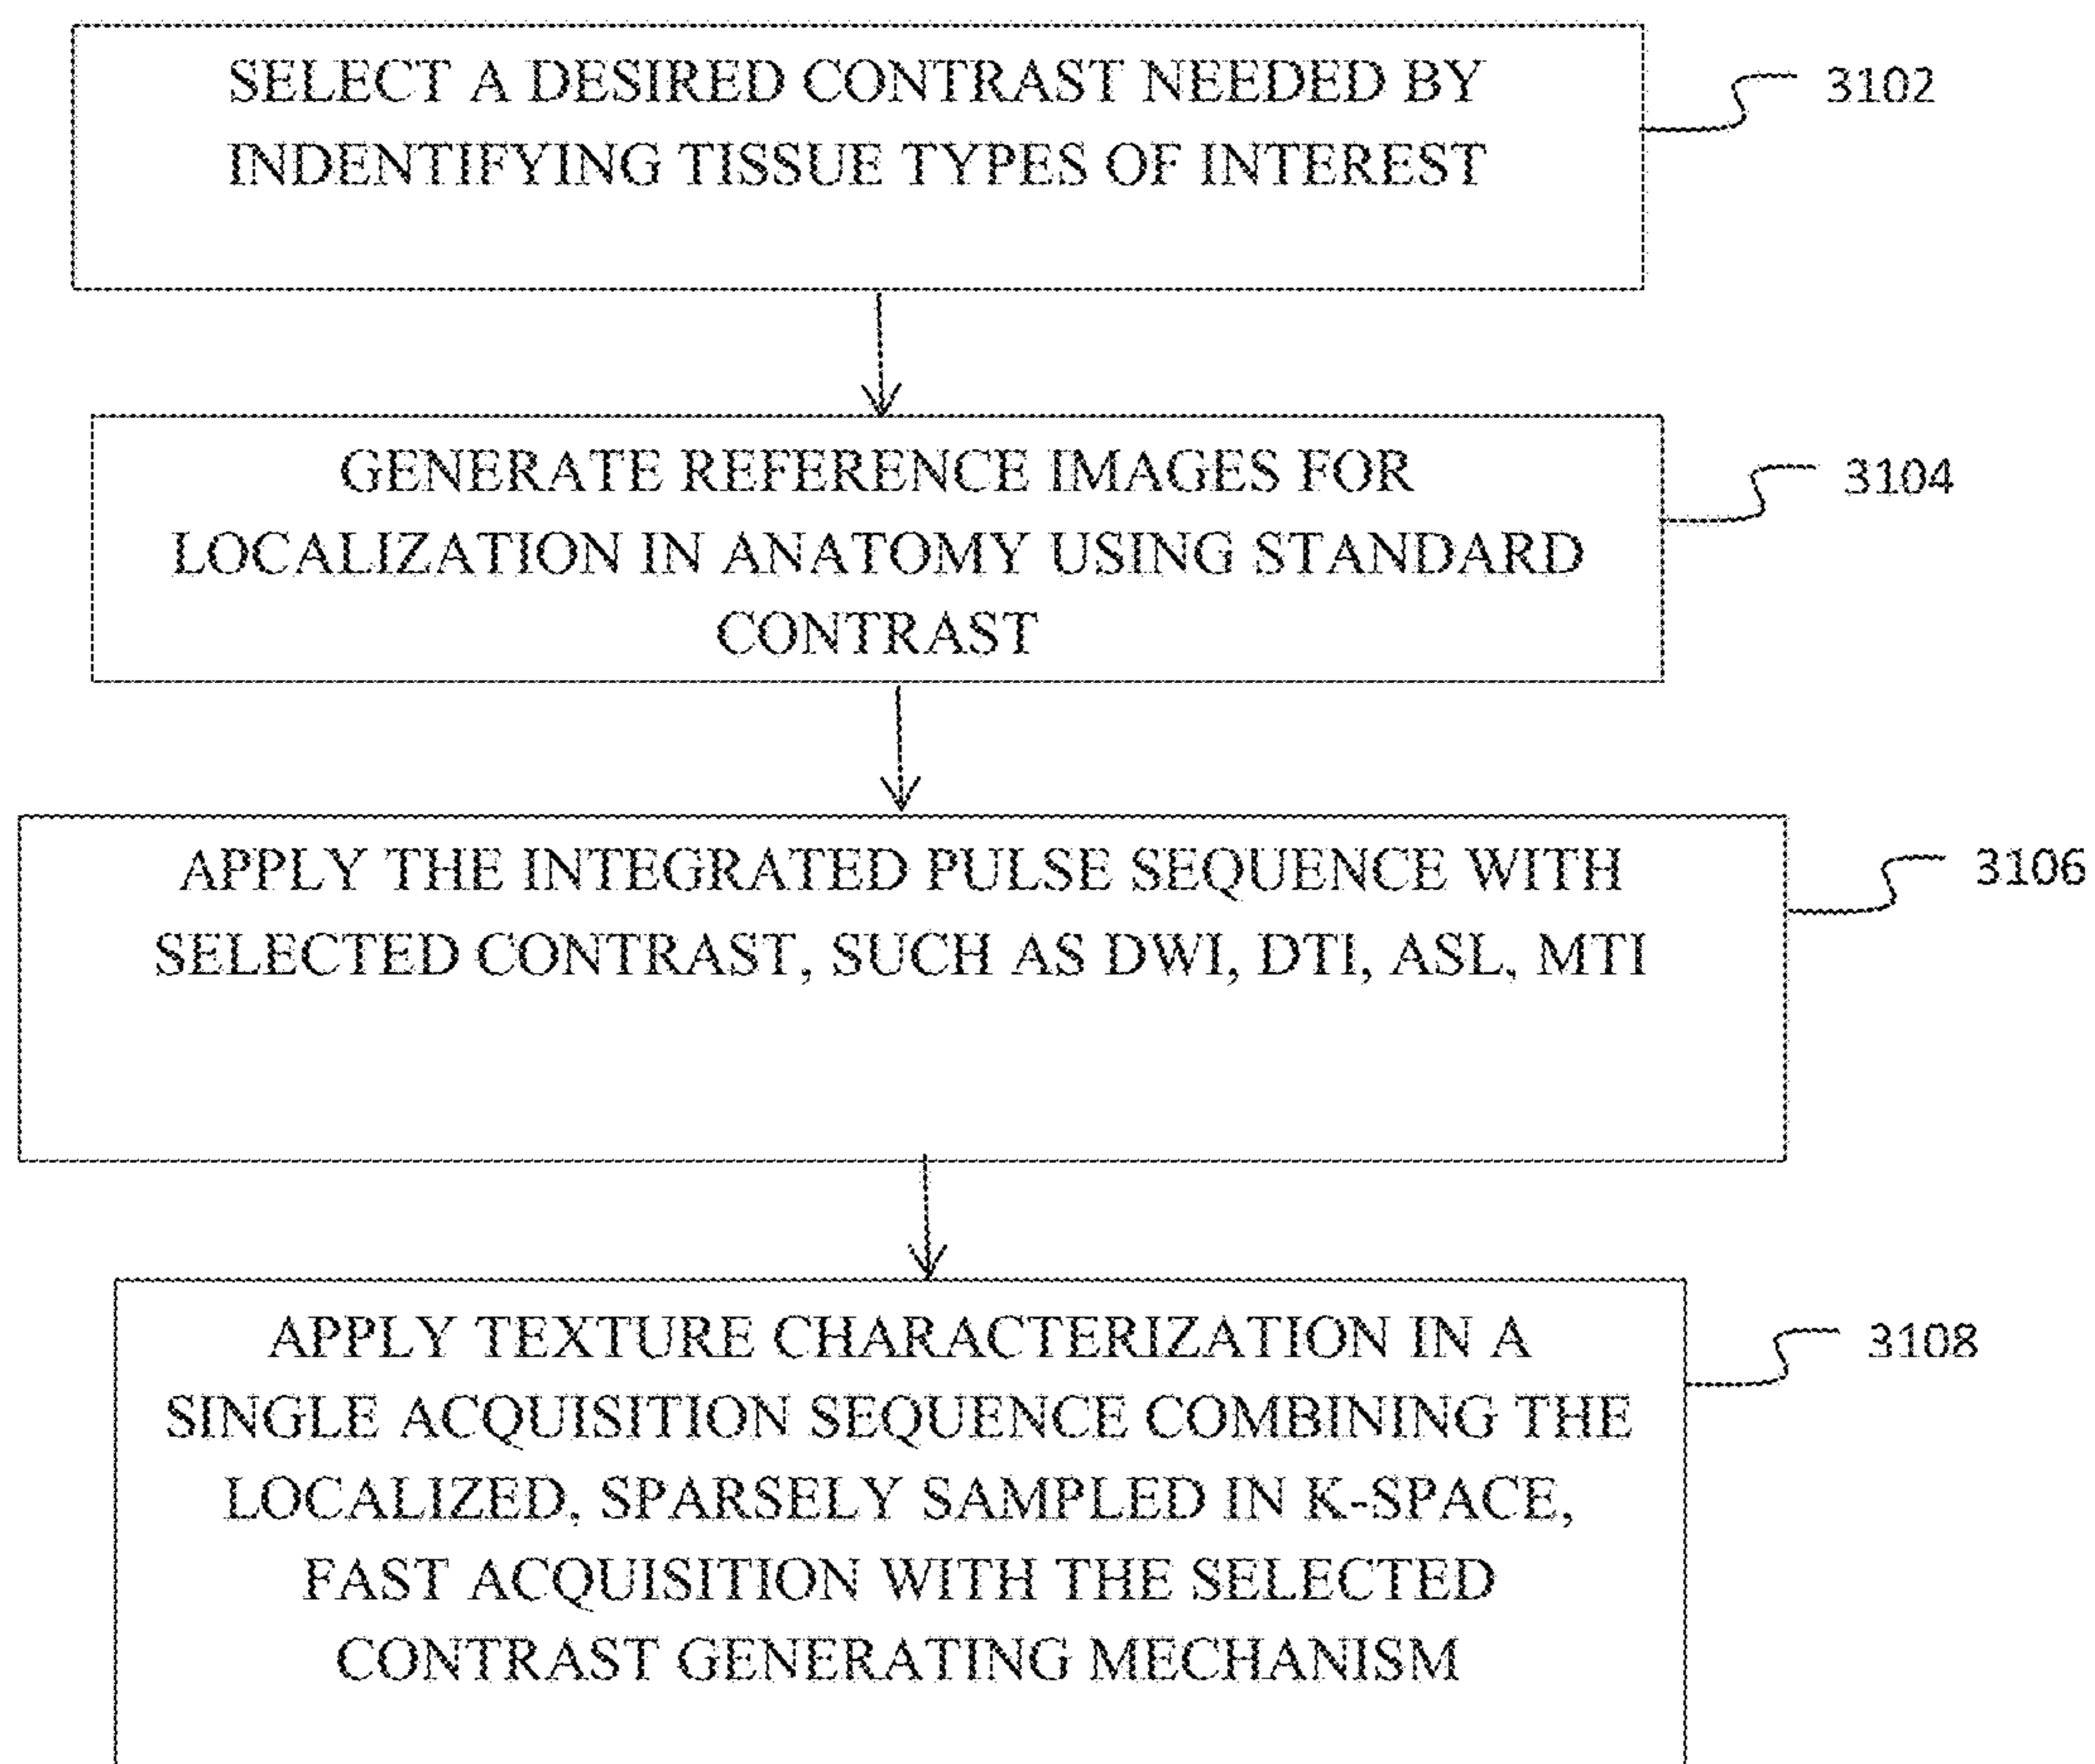 SELECT A DESIRED CONTRAST NEEDED BY
INDENTIFYING TISSUE TYPES OF INTEREST
3102
GENERATE REFERENCE IMAGES FOR
LOCALIZATION IN ANATOMY USING STANDARD
CONTRAST
3104
APPLY THE INTEGRATED PULSE SEQUENCE WITH
SELECTED CONTRAST, SUCH AS DWI, DTI, ASL, MTI
3106
APPLY TEXTURE CHARACTERIZATION IN A
SINGLE ACQUISITION SEQUENCE COMBINING THE
LOCALIZED, SPARSELY SAMPLED IN K-SPACE,
FAST ACQUISITION WITH THE SELECTED
CONTRAST GENERATING MECHANISM
3108